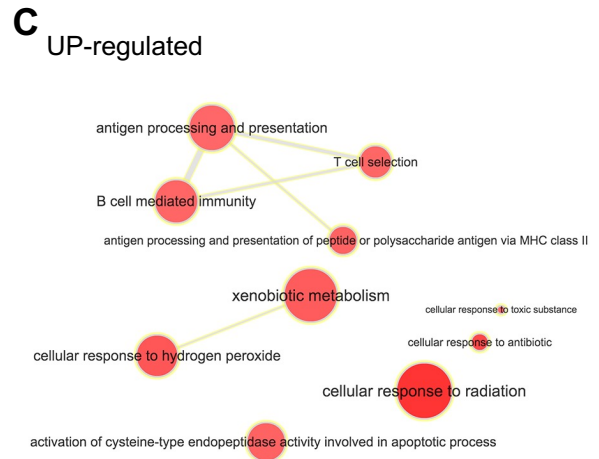 C
UP-regulated
antigen processing and presentation
T cell selection
B cell mediated immunity
antigen processing and presentation of peptide or polysaccharide antigen via MHC class II
xenobiotic metabolism
cellular response to toxic substance
cellular response to antibiotic
cellular response to hydrogen peroxide
cellular response to radiation
activation of cysteine-type endopeptidase activity involved in apoptotic process